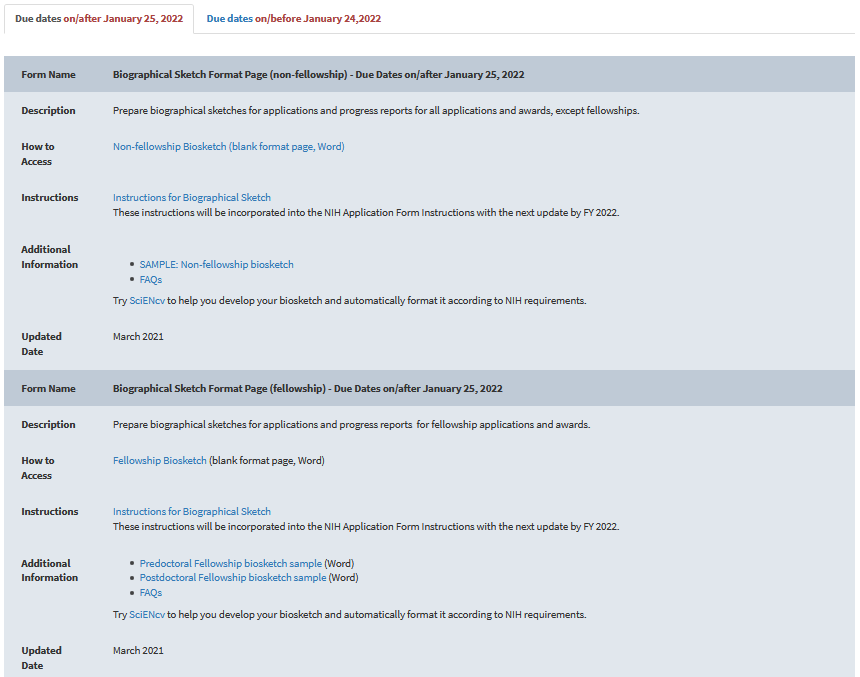 Due dates on/after January 25, 2022
Due dates on/before January 24,2022
Form Name
Biographical Sketch Format Page (non-fellowship) - Due Dates on/after January 25, 2022
Description
Prepare biographical sketches for applications and progress reports for all applications and awards, except fellowships.
How to
Access
Non-fellowship Biosketch (blank format page, Word)
Instructions
Instructions for Biographical Sketch
These instructions will be incorporated into the NIH Application Form Instructions with the next update by FY 2022.
Additional
Information
• SAMPLE: Non-fellowship biosketch
• FAQs
Try SciENcv to help you develop your biosketch and automatically format it according to NIH requirements.
Updated
Date
March 2021
Form Name
Biographical Sketch Format Page (fellowship) - Due Dates on/after January 25, 2022
Description
Prepare biographical sketches for applications and progress reports for fellowship applications and awards.
How to
Access
Fellowship Biosketch (blank format page, Word)
Instructions
Instructions for Biographical Sketch
These instructions will be incorporated into the NIH Application Form Instructions with the next update by FY 2022.
Additional
Information
• Predoctoral Fellowship biosketch sample (Word)
• Postdoctoral Fellowship biosketch sample (Word)
• FAQs
Try SciENcv to help you develop your biosketch and automatically format it according to NIH requirements.
Updated
Date
March 2021